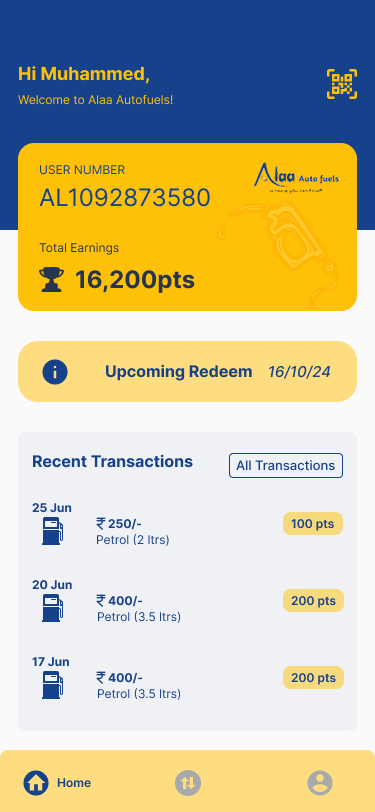 Hi Muhammed,
Welcome to Alaa Autofuels!
USER NUMBER
AL1092873580
Alaa Auto fuels
Total Earnings
16,200pts
Upcoming Redeem 16/10/24
Recent Transactions
All Transactions
25 Jun
₹ 250/-
Petrol (2 ltrs)
100 pts
20 Jun
₹ 400/-
Petrol (3.5 ltrs)
200 pts
17 Jun
₹ 400/-
Petrol (3.5 ltrs)
200 pts
Home